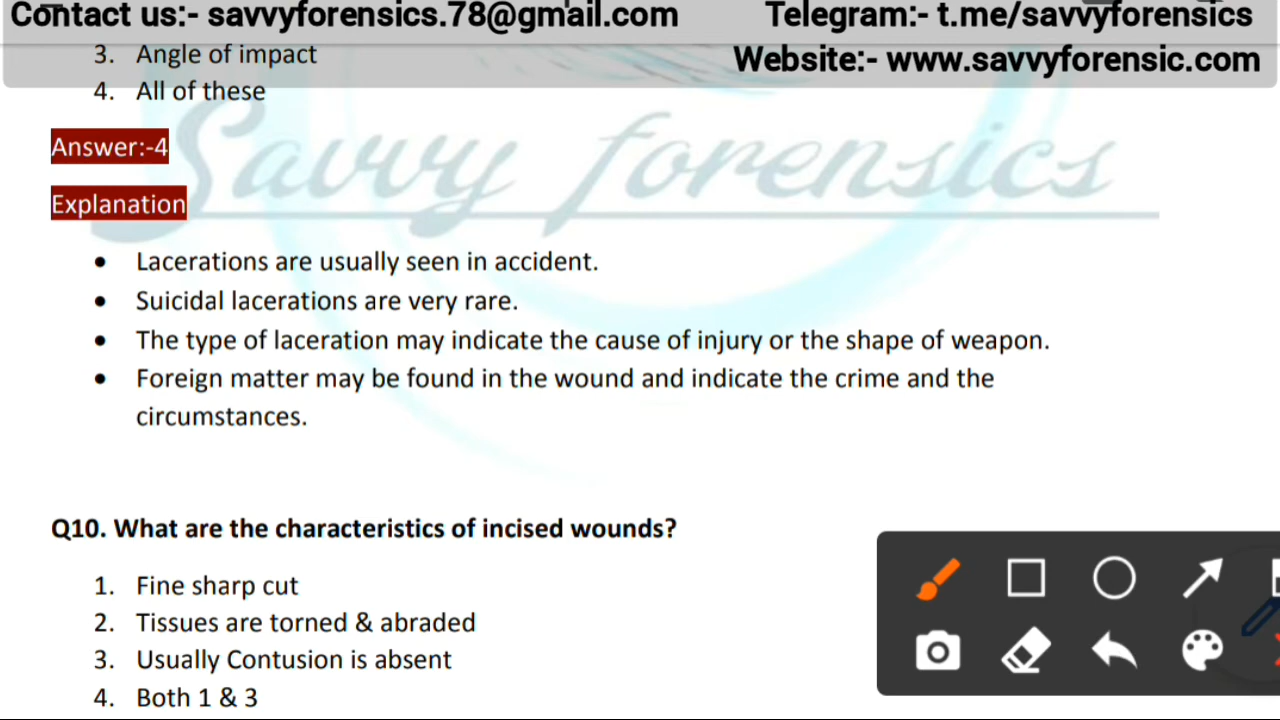 Contact us:- savvyforensics.78@gmail.com
Telegram:- t.me/savvyforensics
Website:- www.savvyforensic.com
3. Angle of impact
4. All of these
Savvy forensics
Answer:-4
Explanation
• Lacerations are usually seen in accident.
• Suicidal lacerations are very rare.
• The type of laceration may indicate the cause of injury or the shape of weapon.
• Foreign matter may be found in the wound and indicate the crime and the
circumstances.
Q10. What are the characteristics of incised wounds?
1. Fine sharp cut
2. Tissues are torned & abraded
3. Usually Contusion is absent
4. Both 1 & 3